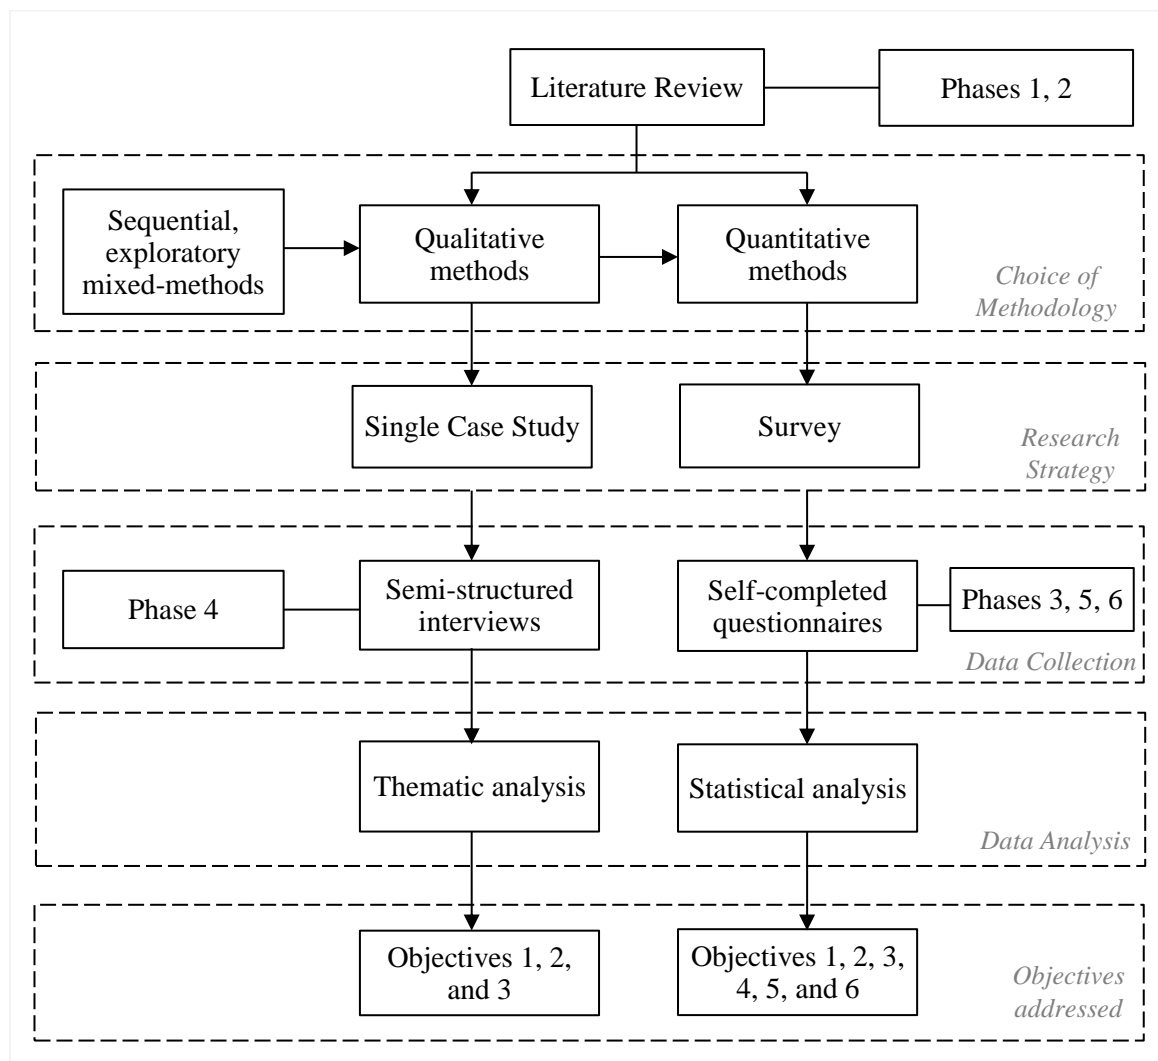 Literature Review
Phases 1, 2
Sequential,
exploratory
mixed-methods
Qualitative
methods
Quantitative
methods
Choice of
Methodology
Single Case Study
Survey
Research
Strategy
Phase 4
Semi-structured
interviews
Self-completed
questionnaires
Phases 3, 5, 6
Data Collection
Thematic analysis
Statistical analysis
Data Analysis
Objectives 1, 2,
and 3
Objectives 1, 2, 3,
4, 5, and 6
Objectives
addressed